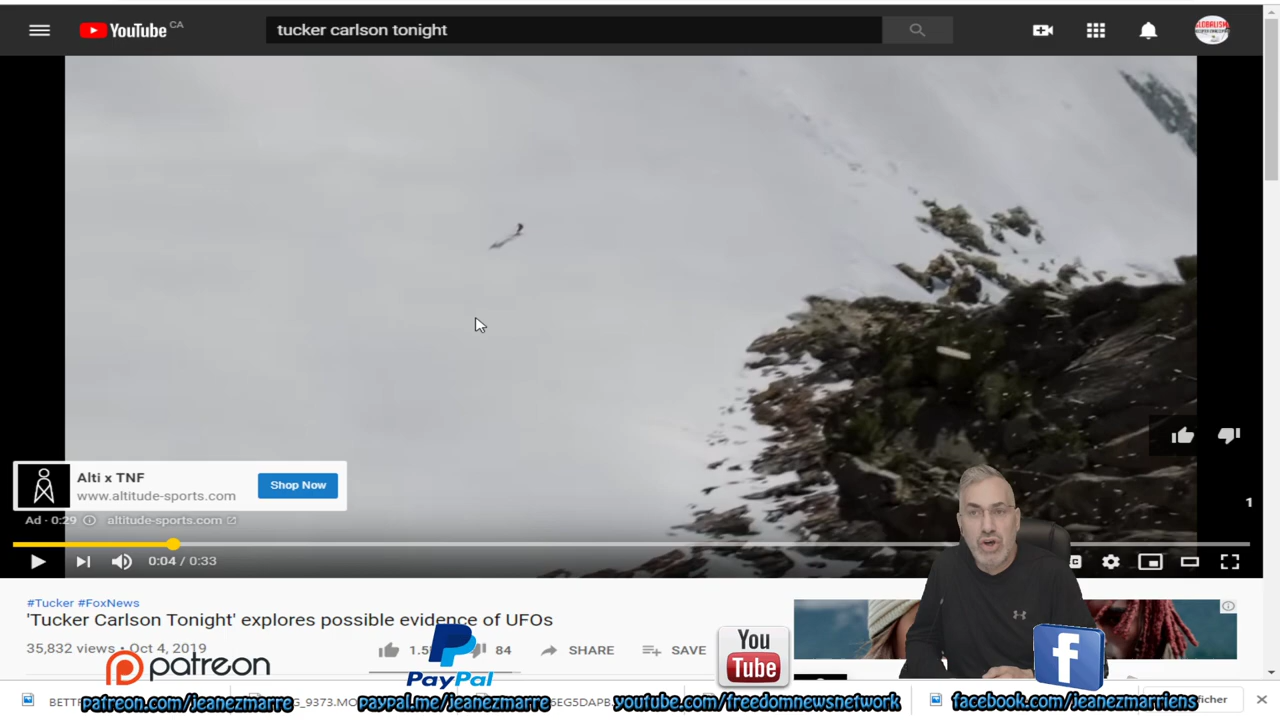 YouTube CA
tucker carlson tonight
Alti x TNF
www.altitude-sports.com
Shop Now
Ad · 0:29 altitude-sports.com
1
0:04 / 0:33
#Tucker #FoxNews
'Tucker Carlson Tonight' explores possible evidence of UFOs
35,832 views • Oct 4, 2019
84
SHARE
SAVE
patreon
PayPal
You Tube
patreon.com/jeanezmarre
paypal.me/jeanezmarre
youtube.com/freedomnewsnetwork
facebook.com/jeanezmarriens